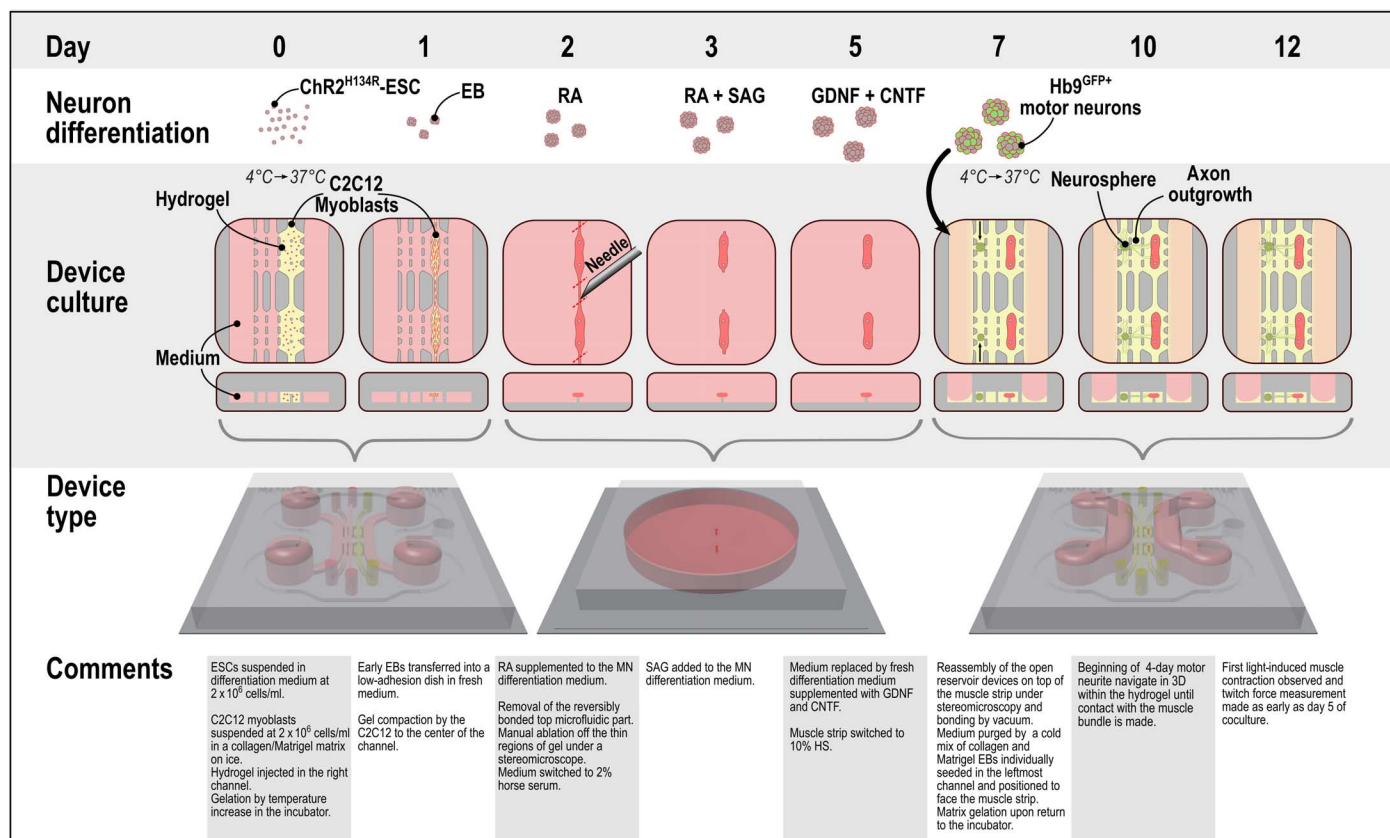 Day 0 1 2 3 5 7 10 12
Neuron
differentiation
ChR2H134R-ESC
EB
RA
RA + SAG
GDNF + CNTF
Hb9GFP+
motor neurons
4°C→37°C
C2C12
Myoblasts
Hydrogel
4°C→37°C
Neurosphere
Axon
outgrowth
Device
culture
Needle
Medium
Device
type
Comments
ESCs suspended in
differentiation medium at
2 x 10⁶ cells/ml.
C2C12 myoblasts
suspended at 2 x 10⁶ cells/ml
in a collagen/Matrigel matrix
on ice.
Hydrogel injected in the right
channel.
Gelation by temperature
increase in the incubator.
Early EBs transferred into a
low-adhesion dish in fresh
medium.
Gel compaction by the
C2C12 to the center of the
channel.
RA supplemented to the MN
differentiation medium.
Removal of the reversibly
bonded top microfluidic part.
Manual ablation off the thin
regions of gel under a
stereomicroscope.
Medium switched to 2%
horse serum.
SAG added to the MN
differentiation medium.
Medium replaced by fresh
differentiation medium
supplemented with GDNF
and CNTF.
Muscle strip switched to
10% HS.
Reassembly of the open
reservoir devices on top of
the muscle strip under
stereomicroscopy and
bonding by vacuum.
Medium purged by a cold
mix of collagen and
Matrigel EBs individually
seeded in the leftmost
channel and positioned to
face the muscle strip.
Matrix gelation upon return
to the incubator.
Beginning of 4-day motor
neurite navigate in 3D
within the hydrogel until
contact with the muscle
bundle is made.
First light-induced muscle
contraction observed and
twitch force measurement
made as early as day 5 of
coculture.